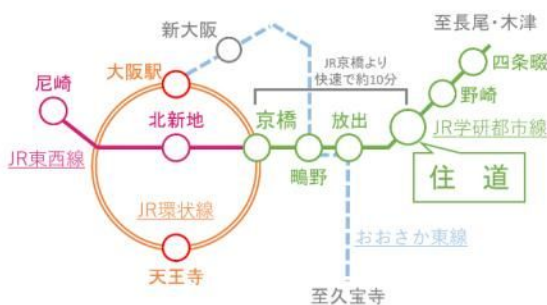 至長尾・木津
新大阪
四条畷
JR京橋より
快速で約10分
尼崎
大阪駅
野崎
北新地
京橋
放出
JR学研都市線
JR東西線
鴫野
住道
JR環状線
おおさか東線
天王寺
至久宝寺